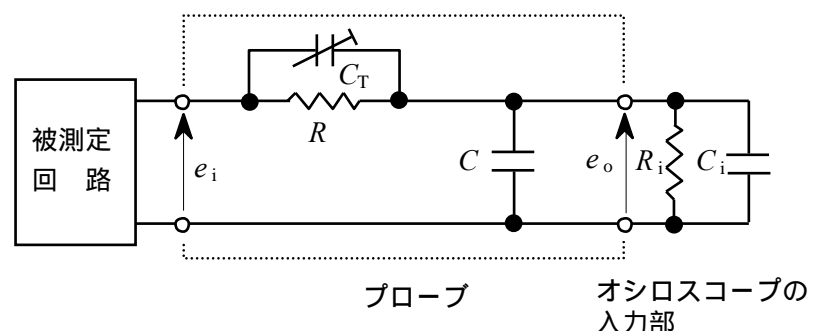 C_T
R
被測定
回　路
e_i
C
e_o
R_i
C_i
プローブ
オシロスコープの
入力部